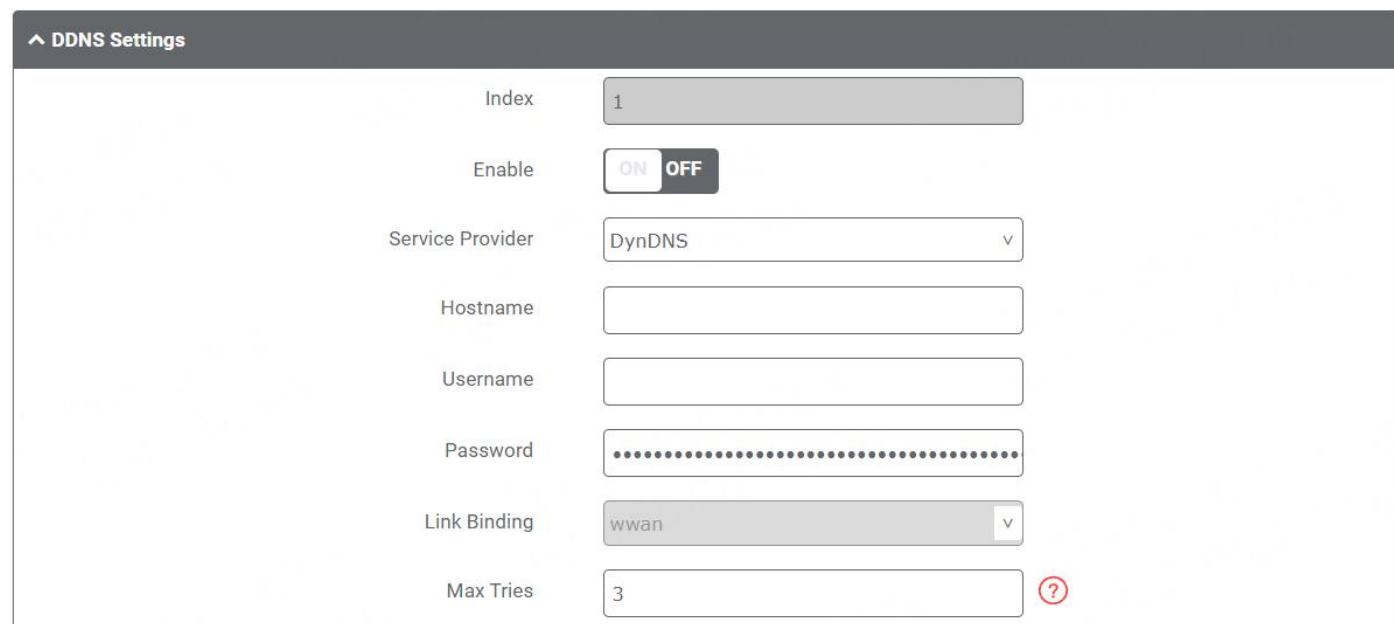 DDNS Settings
Index 1
Enable ON OFF
Service Provider DynDNS
Hostname
Username
Password ••••••••••••••••••••••••••••••••••••••••
Link Binding wwan
Max Tries 3 ?